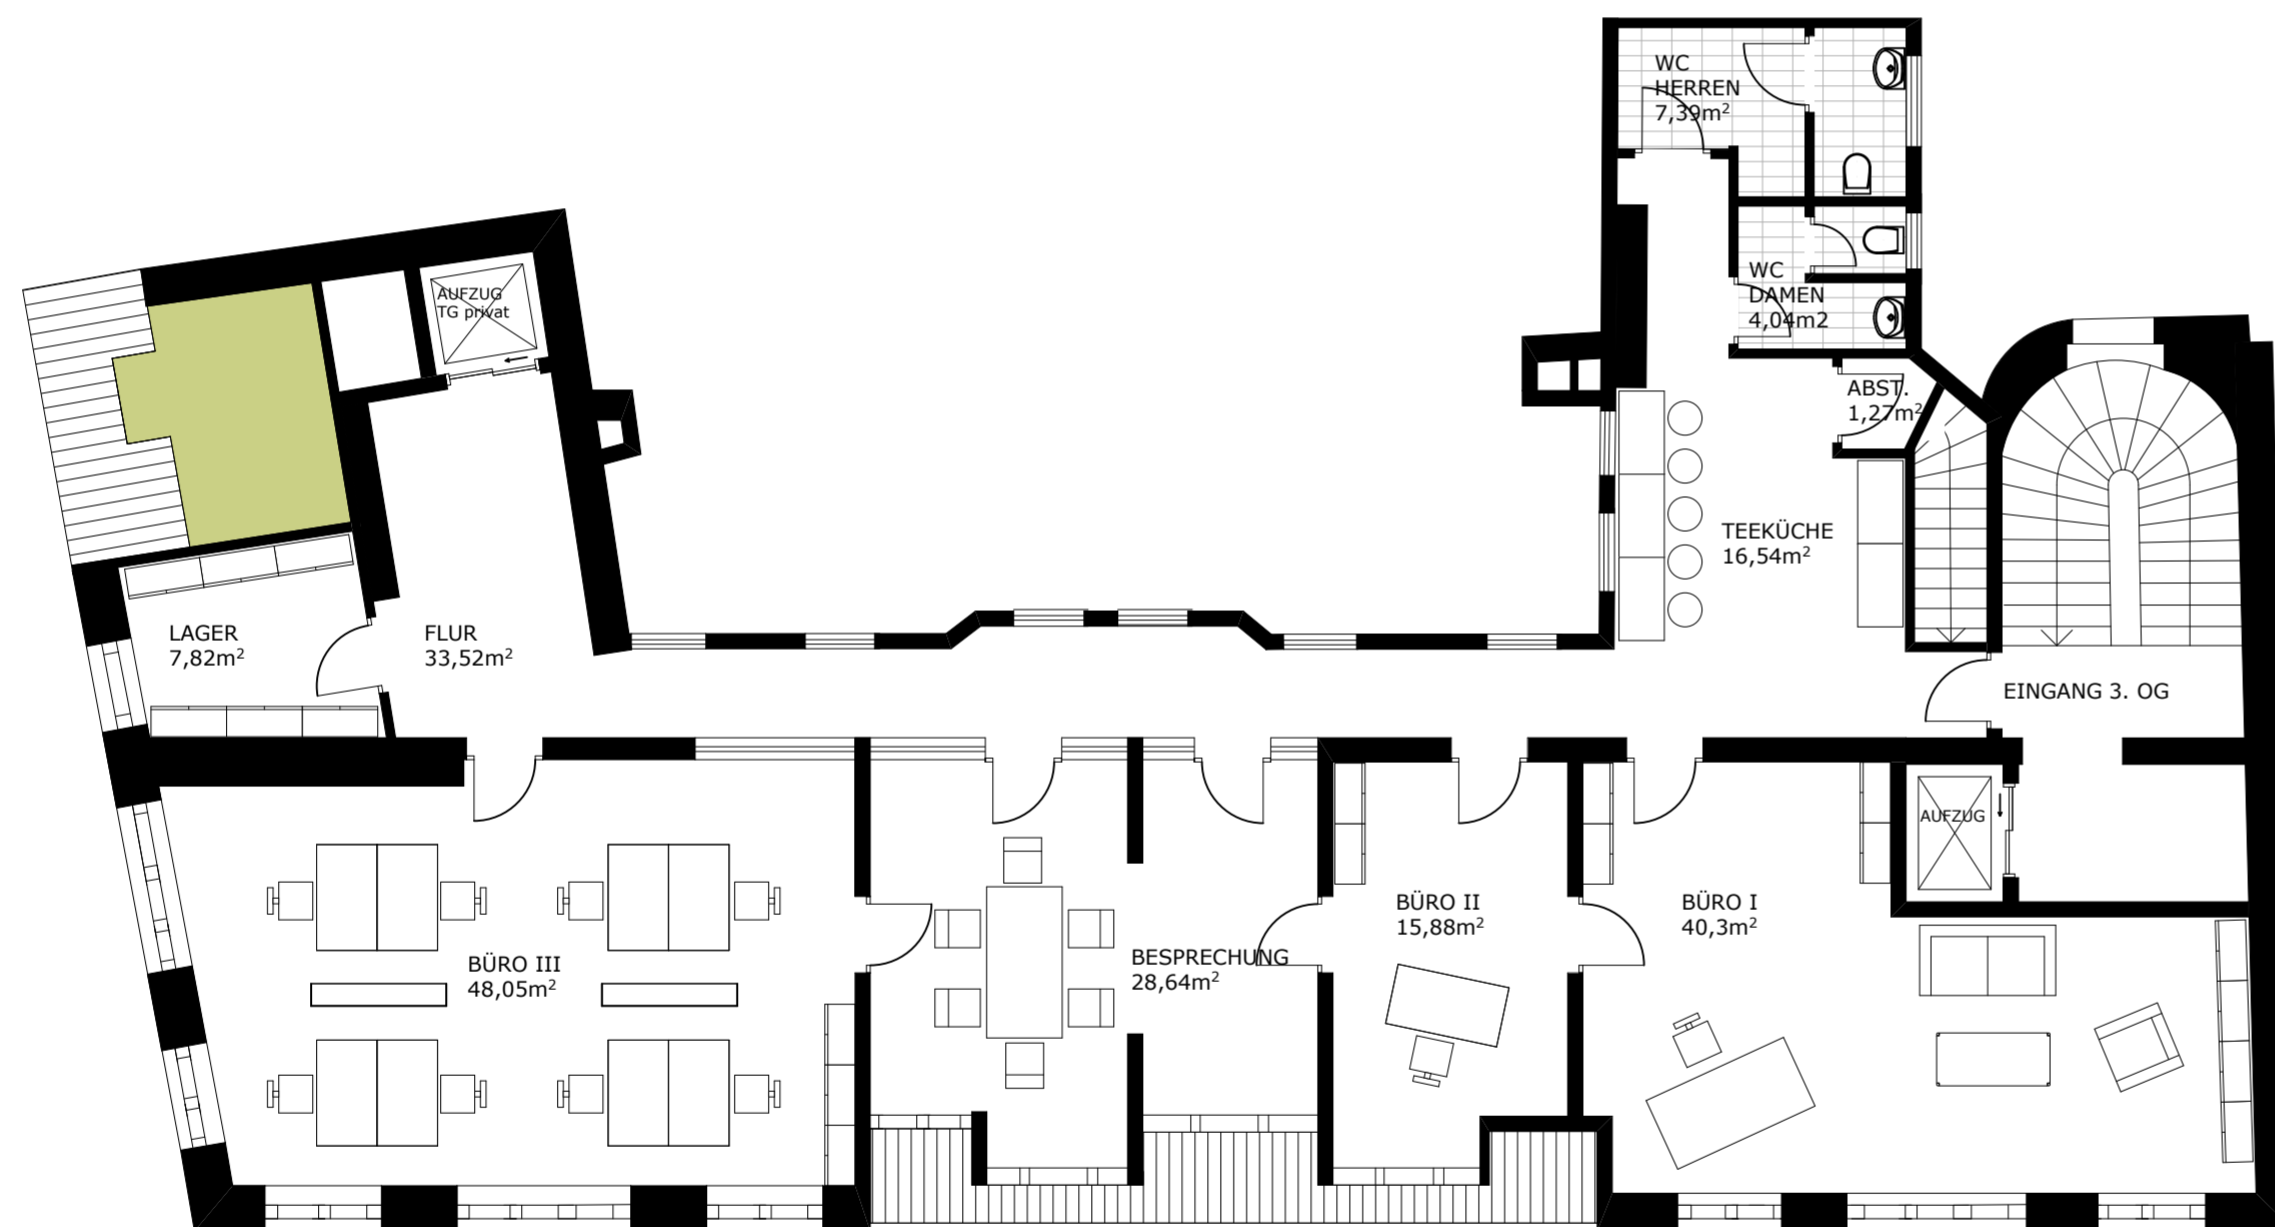 WC
HERREN
7,39m²
WC
DAMEN
4,04m2
AUFZUG
TG privat
ABST.
1,27m²
TEEKÜCHE
16,54m²
LAGER
7,82m²
FLUR
33,52m²
EINGANG 3. OG
AUFZUG
BÜRO III
48,05m²
BESPRECHUNG
28,64m²
BÜRO II
15,88m²
BÜRO I
40,3m²